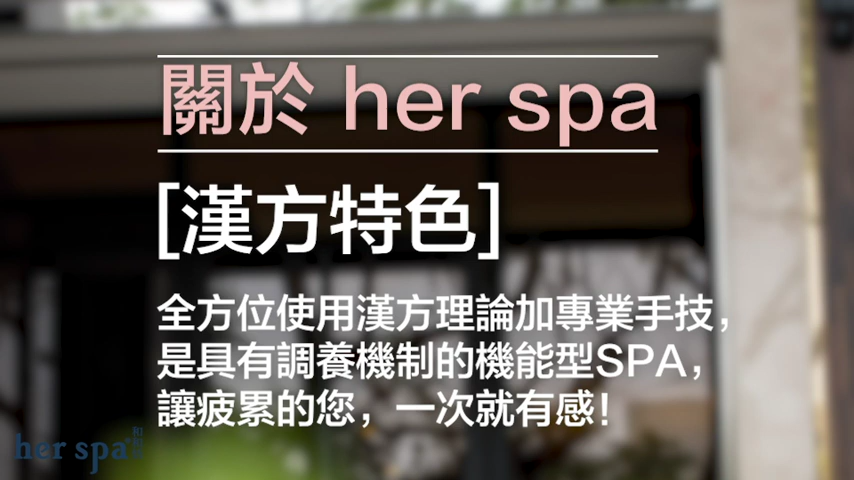 關於 her spa
[漢方特色]
全方位使用漢方理論加專業手技，
是具有調養機制的機能型SPA，
讓疲累的您，一次就有感！
her spa